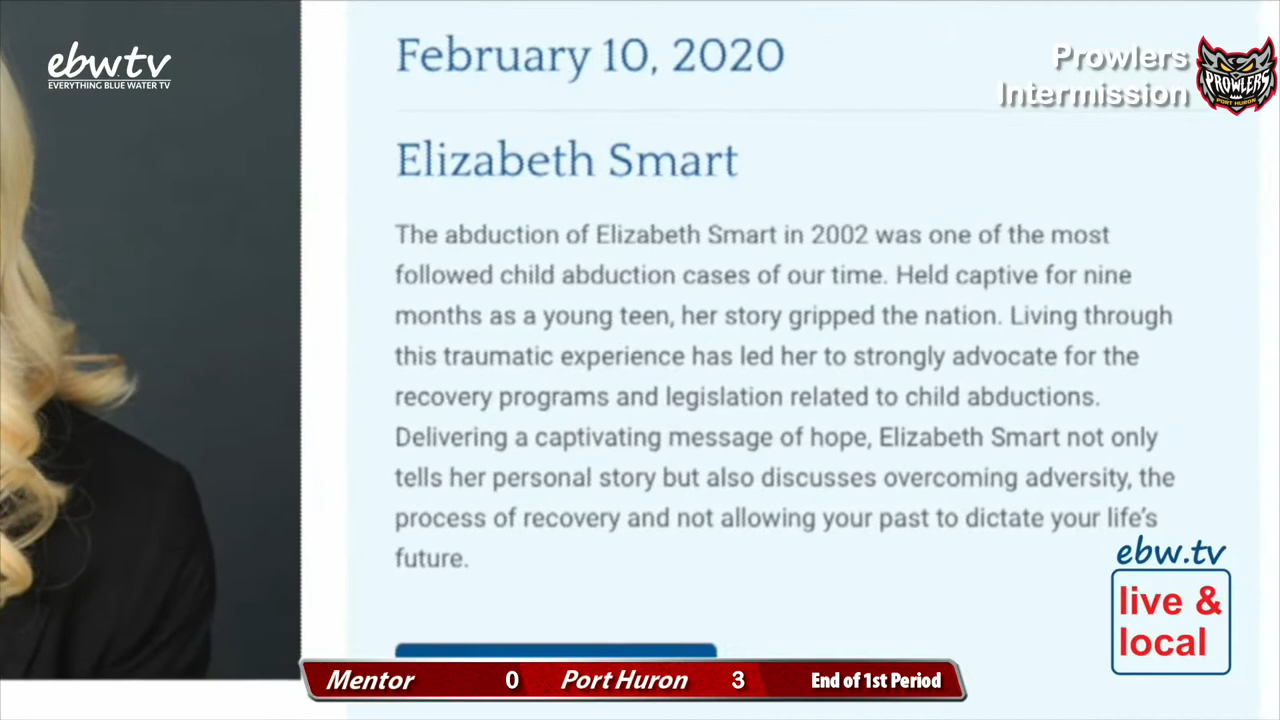 ebw.tv
EVERYTHING BLUE WATER TV
February 10, 2020
Prowlers
Intermission
PROWLERS
PORT HURON
Elizabeth Smart
The abduction of Elizabeth Smart in 2002 was one of the most
followed child abduction cases of our time. Held captive for nine
months as a young teen, her story gripped the nation. Living through
this traumatic experience has led her to strongly advocate for the
recovery programs and legislation related to child abductions.
Delivering a captivating message of hope, Elizabeth Smart not only
tells her personal story but also discusses overcoming adversity, the
process of recovery and not allowing your past to dictate your life's
future.
ebw.tv
live &
local
Mentor 0 Port Huron 3 End of 1st Period